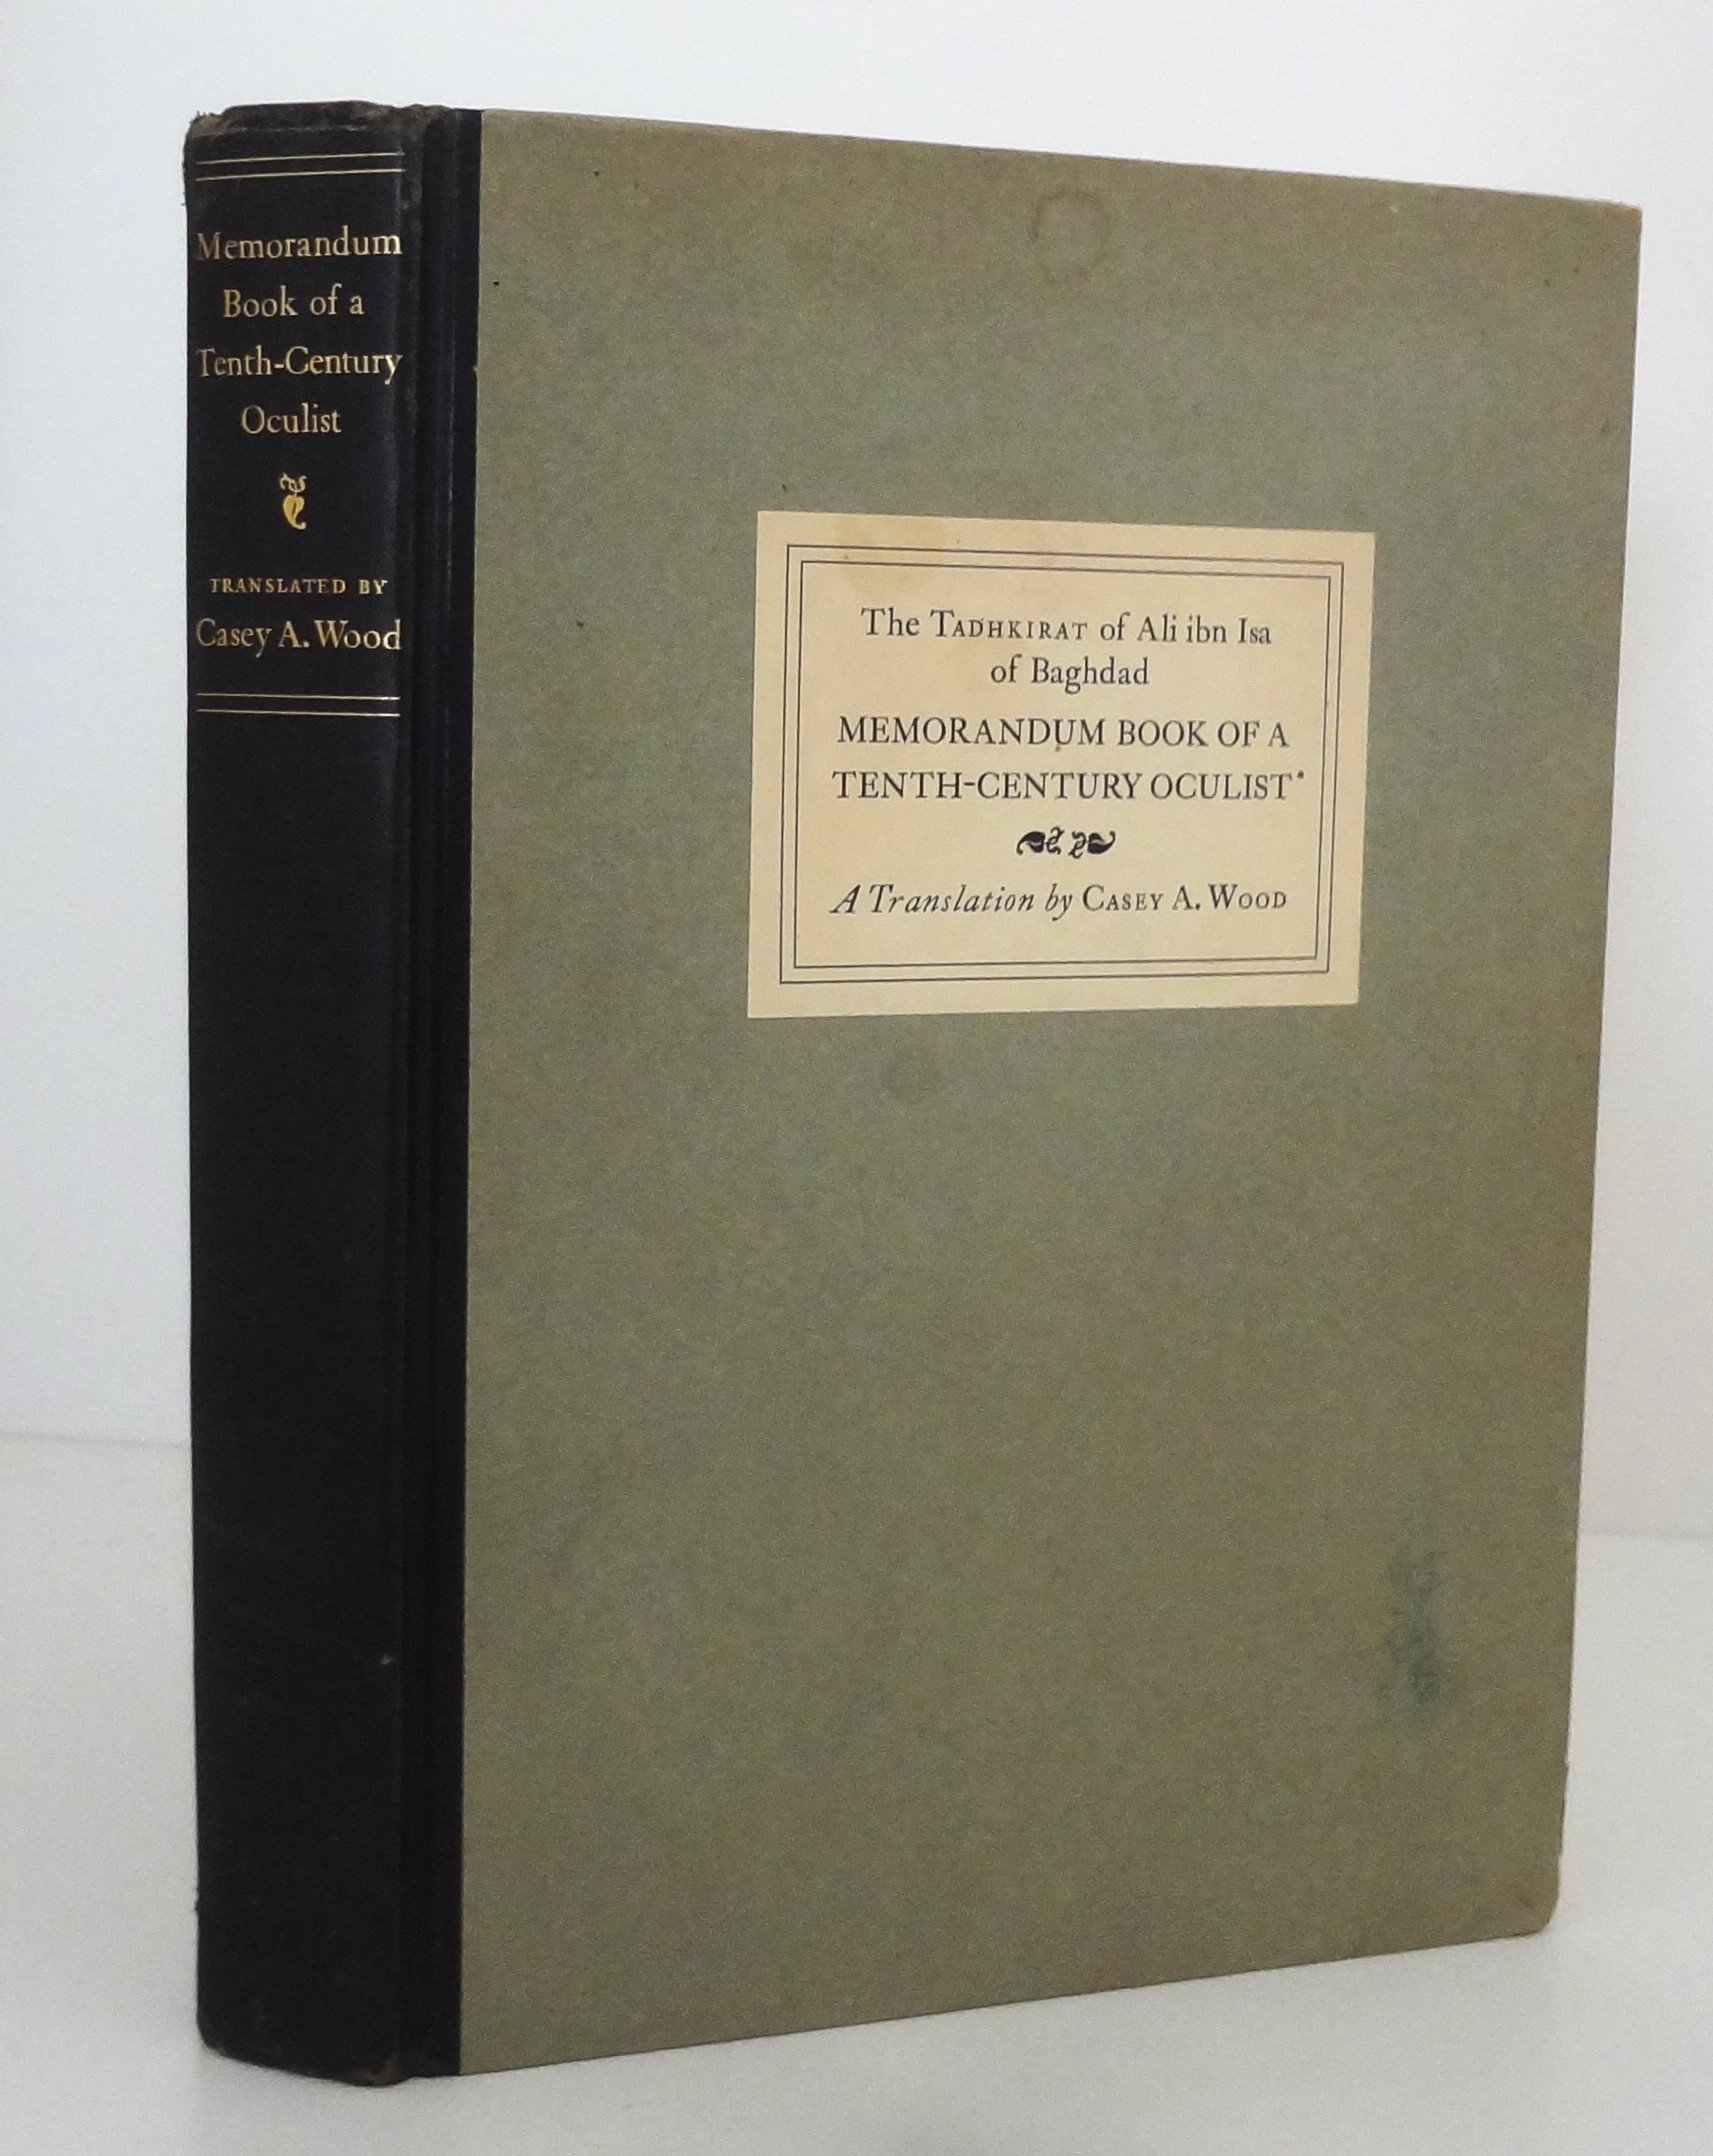 Memorandum
Book of a
Tenth-Century
Oculist
TRANSLATED BY
Casey A. Wood
The TADHKIRAT of Ali ibn Isa
of Baghdad
MEMORANDUM BOOK OF A
TENTH-CENTURY OCULIST
A Translation by CASEY A. WOOD